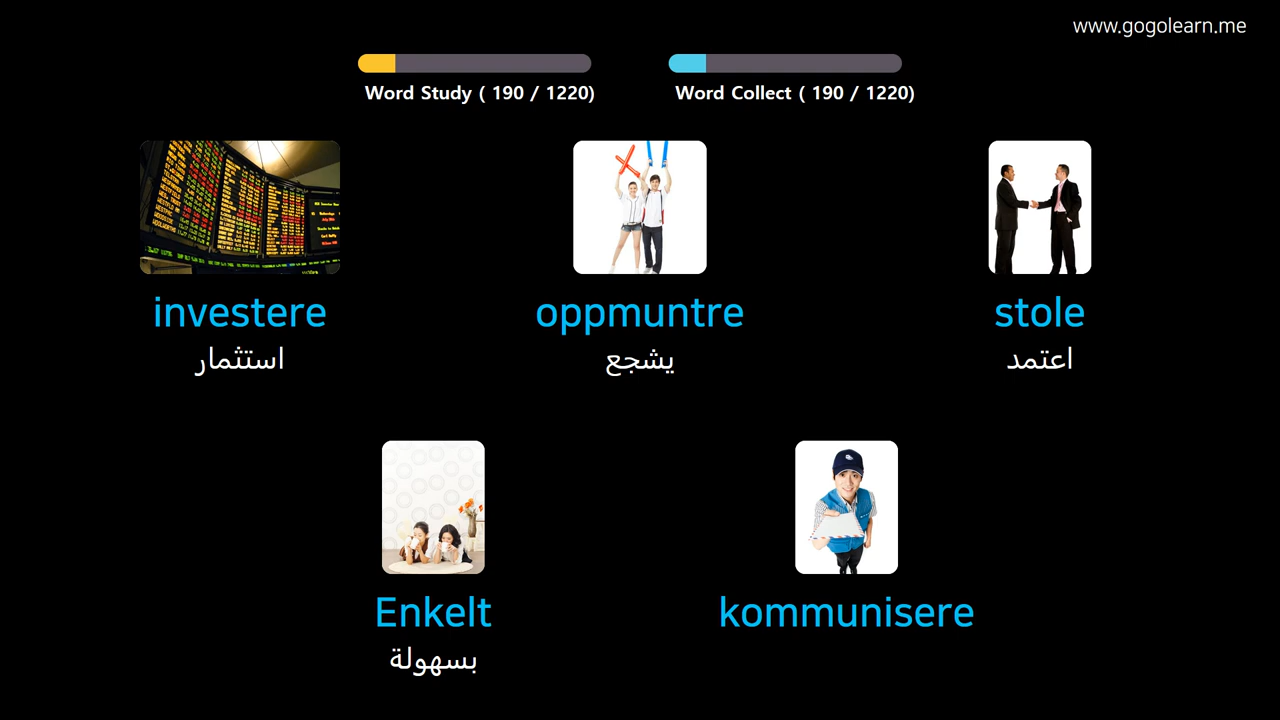 www.gogolearn.me
Word Study ( 190 / 1220)
Word Collect ( 190 / 1220)
investere
استثمار
oppmuntre
يشجع
stole
اعتمد
Enkelt
بسهولة
kommunisere